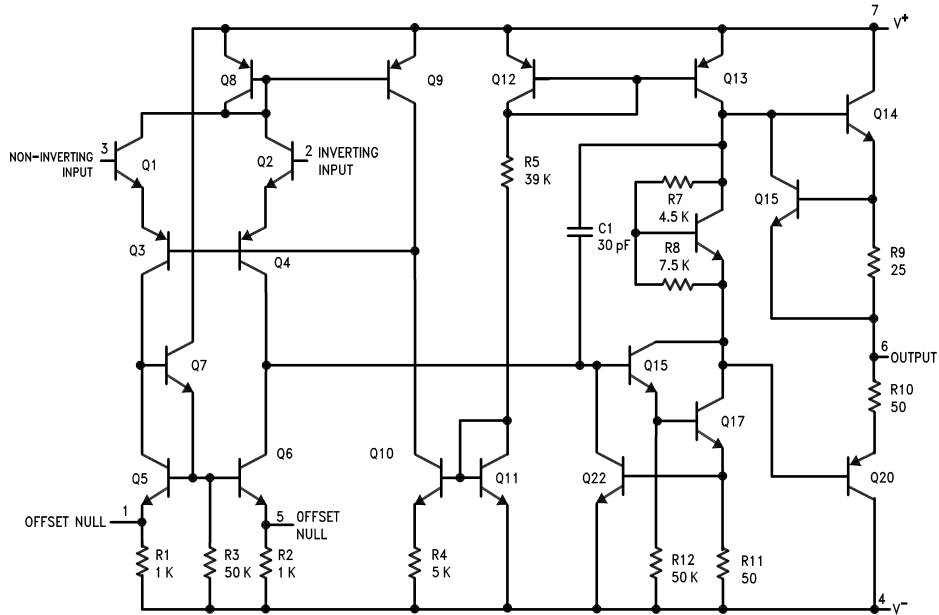 7
V+
Q8
Q9
Q12
Q13
Q14
3
NON-INVERTING
INPUT
Q1
Q2
2
INVERTING
INPUT
R5
39 K
R7
4.5 K
Q15
C1
30 pF
R8
7.5 K
Q3
Q4
R9
25
Q7
Q15
6
OUTPUT
R10
50
Q17
Q5
Q6
Q10
Q11
Q22
Q20
1
OFFSET NULL
5
OFFSET
NULL
R1
1 K
R3
50 K
R2
1 K
R4
5 K
R12
50 K
R11
50
4
V-